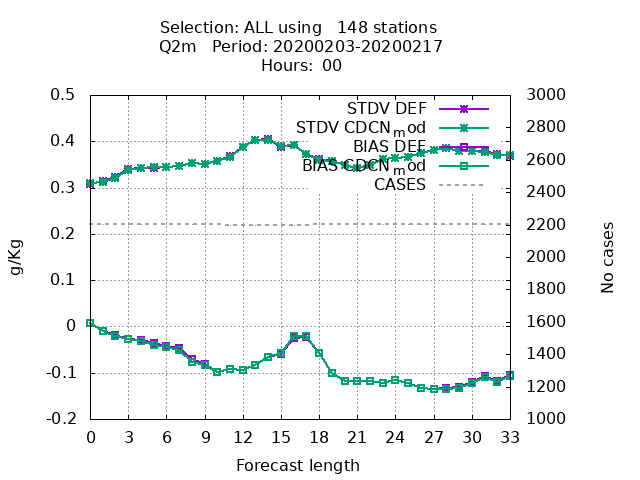 Selection: ALL using   148 stations
Q2m   Period: 20200203-20200217
Hours: 00
0.5
0.4
0.3
0.2
0.1
0
-0.1
-0.2
g/Kg
STDV DEF
STDV CDCNmod
BIAS DEF
BIAS CDCNmod
CASES
3000
2800
2600
2400
2200
2000
1800
1600
1400
1200
1000
No cases
0 3 6 9 12 15 18 21 24 27 30 33
Forecast length